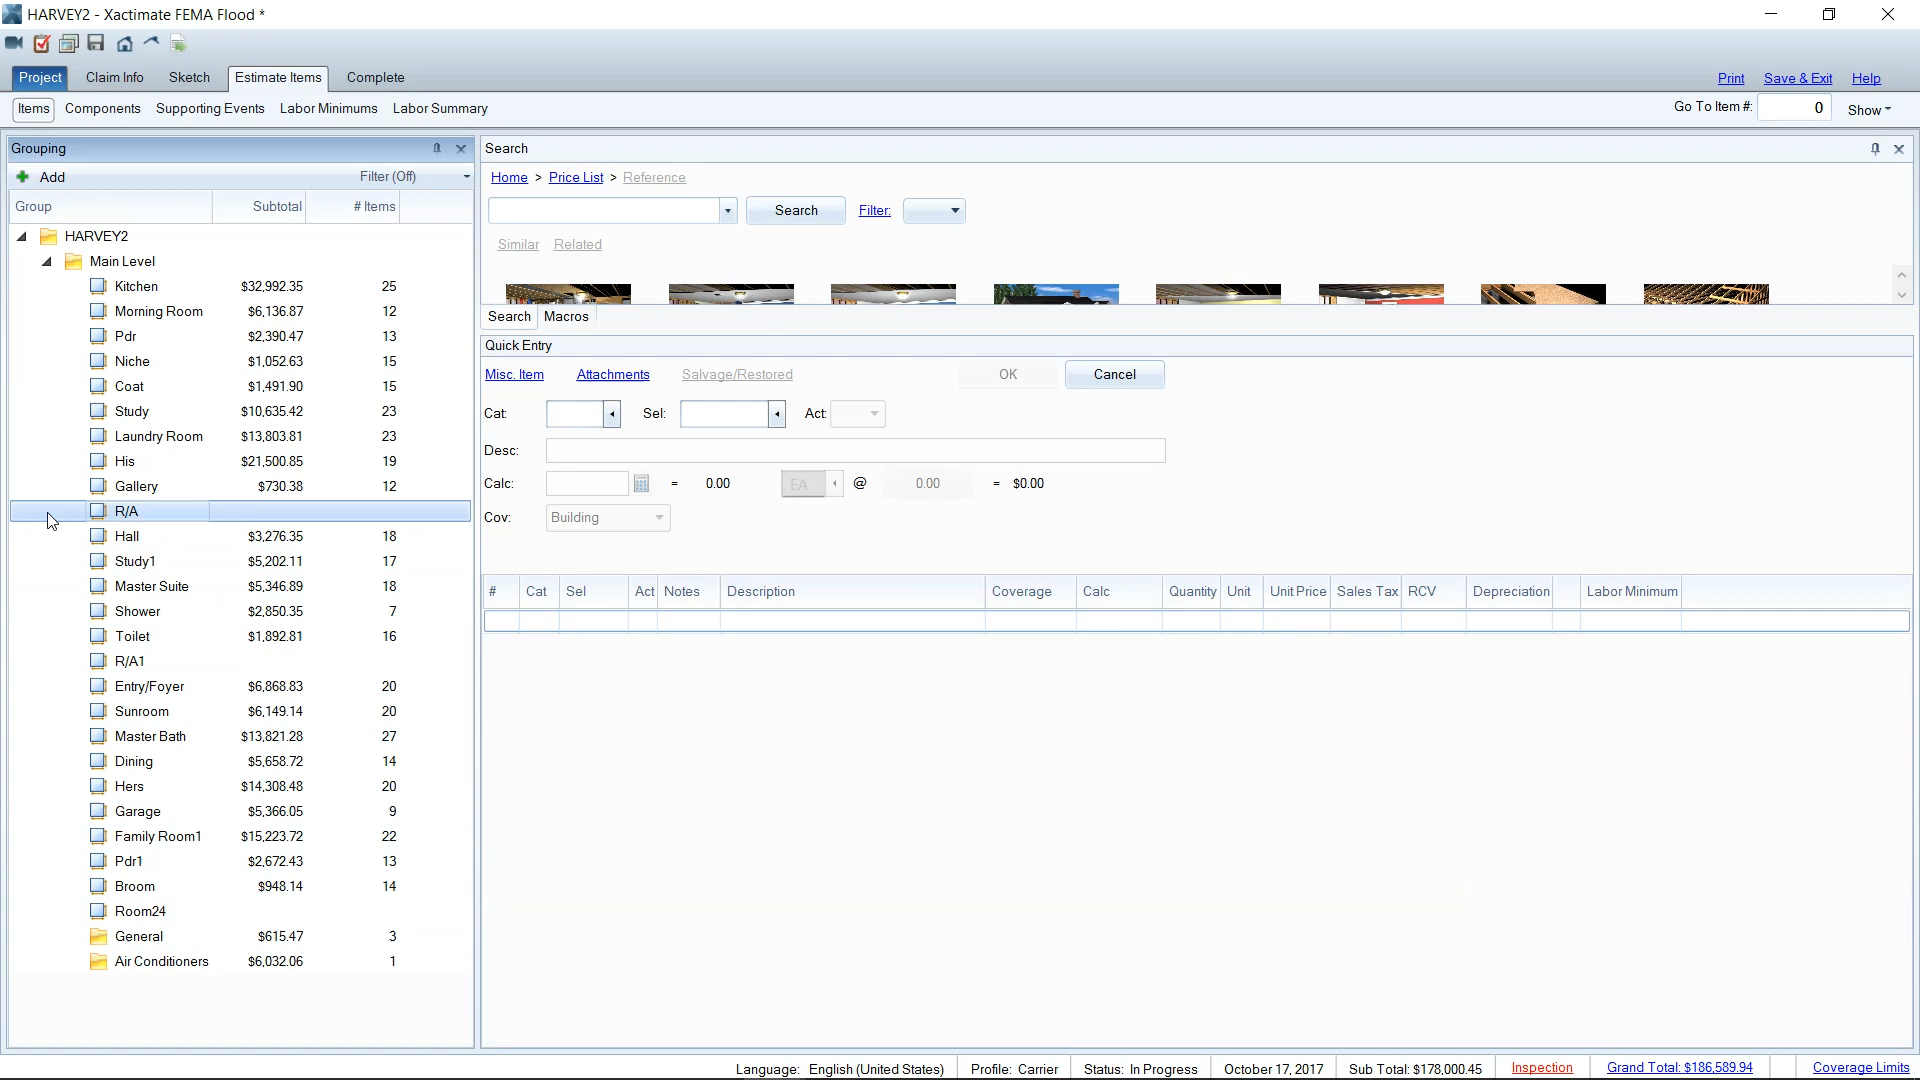 HARVEY2 - Xactimate FEMA Flood *
Project Claim Info Sketch Estimate Items Complete Print Save & Exit Help
Items Components Supporting Events Labor Minimums Labor Summary Go To Item #: 0 Show
Grouping
Add Filter (Off)
Group Subtotal # Items
HARVEY2
Main Level
Kitchen $32,992.35 25
Morning Room $6,136.87 12
Pdr $2,390.47 13
Niche $1,052.63 15
Coat $1,491.90 15
Study $10,635.42 23
Laundry Room $13,803.81 23
His $21,500.85 19
Gallery $730.38 12
R/A
Hall $3,276.35 18
Study1 $5,202.11 17
Master Suite $5,346.89 18
Shower $2,850.35 7
Toilet $1,892.81 16
R/A1
Entry/Foyer $6,868.83 20
Sunroom $6,149.14 20
Master Bath $13,821.28 27
Dining $5,658.72 14
Hers $14,308.48 20
Garage $5,366.05 9
Family Room1 $15,223.72 22
Pdr1 $2,672.43 13
Broom $948.14 14
Room24
General $615.47 3
Air Conditioners $6,032.06 1
Search
Home > Price List > Reference
Search Filter:
Similar Related
Search Macros
Quick Entry
Misc. Item Attachments Salvage/Restored OK Cancel
Cat: Sel: Act:
Desc:
Calc: = 0.00 EA @ 0.00 = $0.00
Cov: Building
# Cat Sel Act Notes Description Coverage Calc Quantity Unit Unit Price Sales Tax RCV Depreciation Labor Minimum
Language: English (United States) Profile: Carrier Status: In Progress October 17, 2017 Sub Total: $178,000.45 Inspection Grand Total: $186,589.94 Coverage Limits